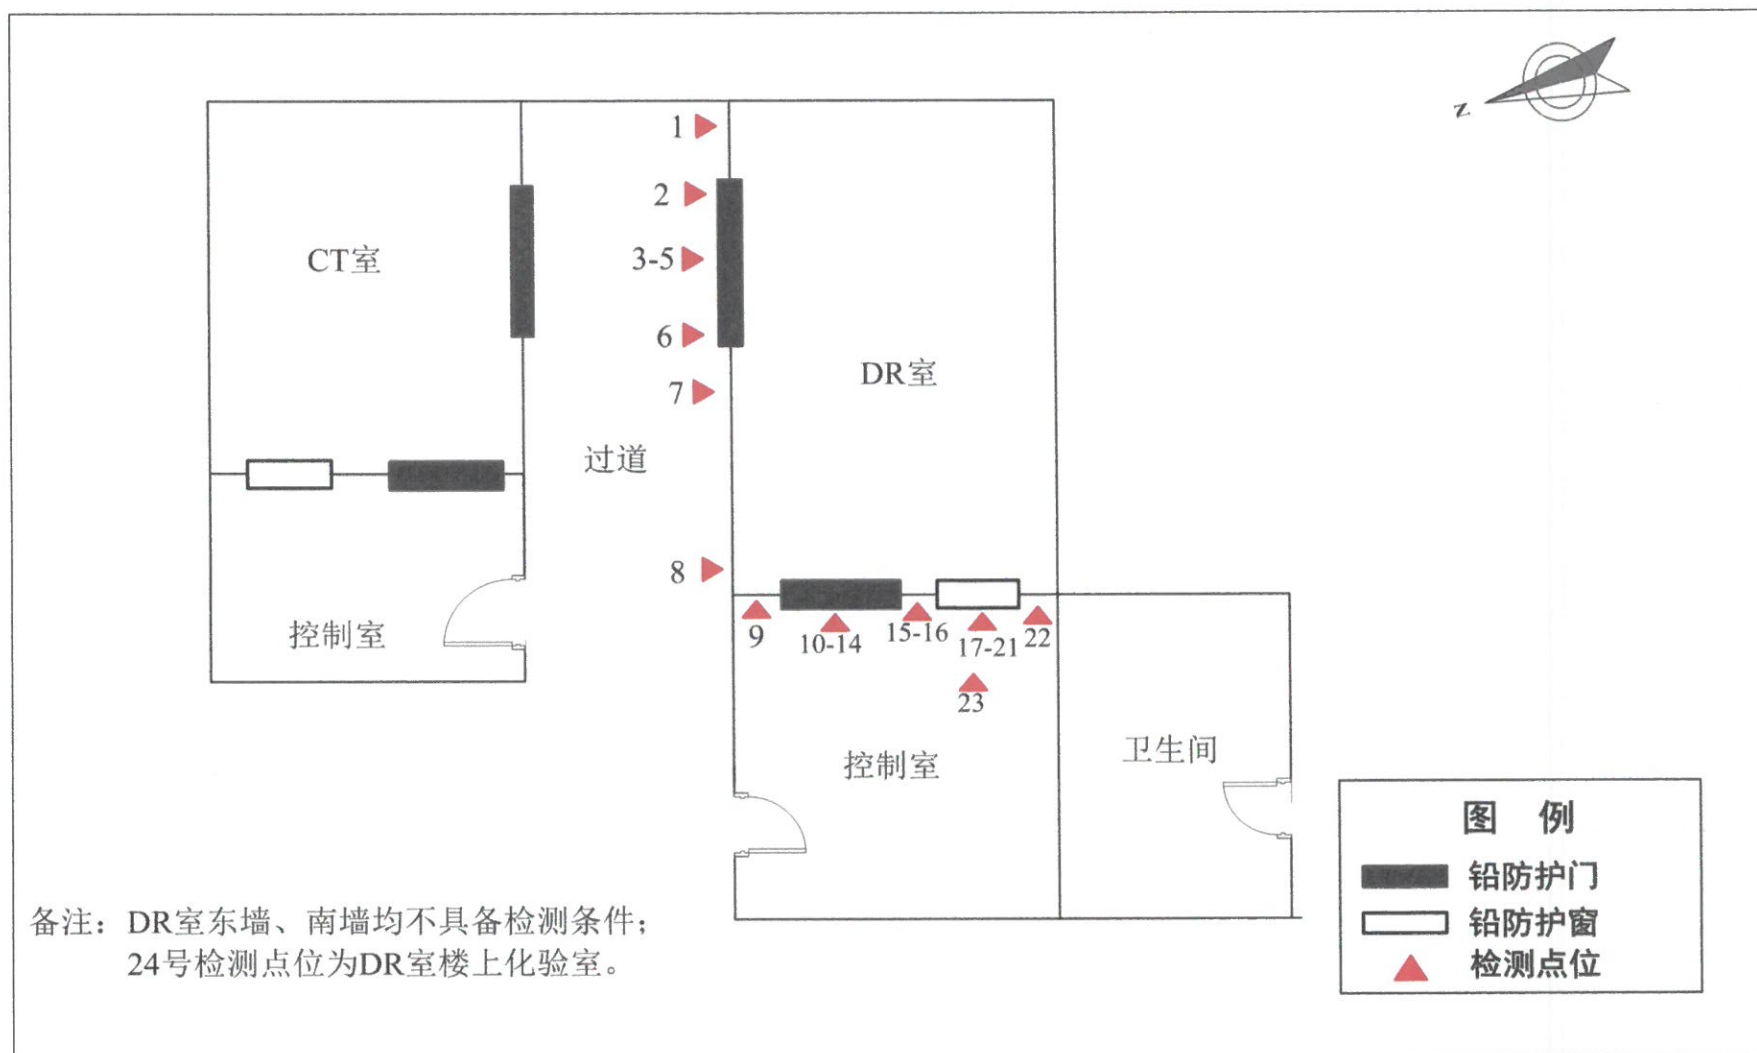 N
1
2
CT室
3-5
6
DR室
7
过道
8
控制室
9
10-14
15-16
17-21
22
23
控制室
卫生间
图 例
铅防护门
铅防护窗
检测点位
备注：DR室东墙、南墙均不具备检测条件；
24号检测点位为DR室楼上化验室。